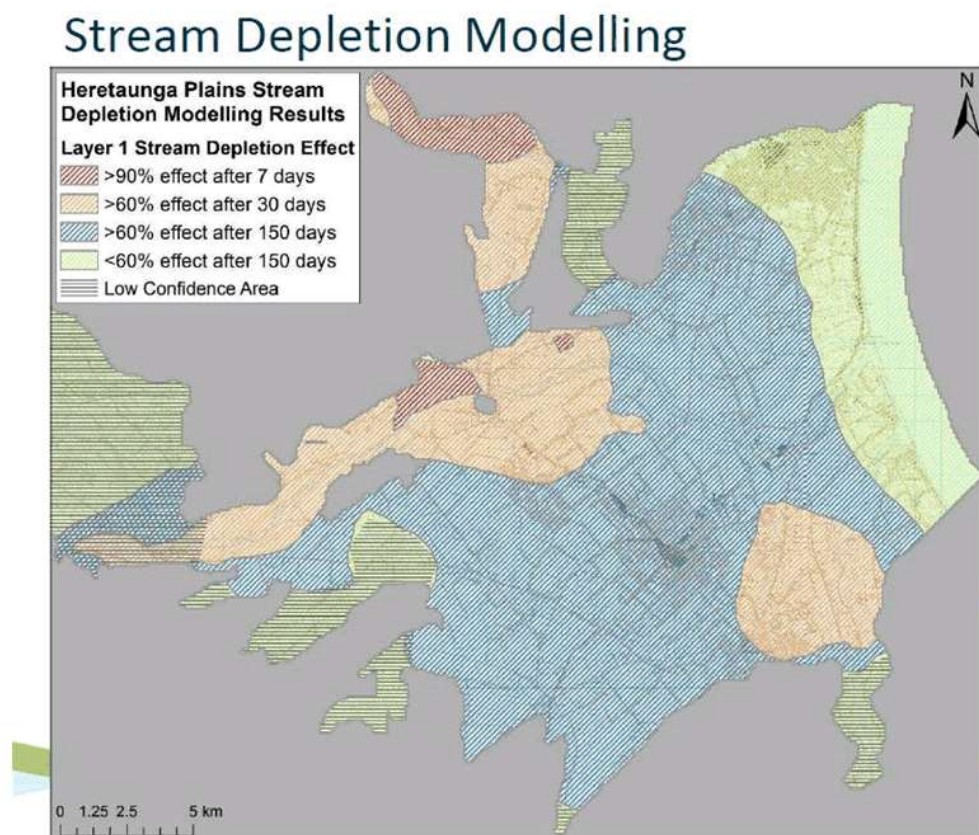 Stream Depletion Modelling
Heretaunga Plains Stream
Depletion Modelling Results
Layer 1 Stream Depletion Effect
>90% effect after 7 days
>60% effect after 30 days
>60% effect after 150 days
<60% effect after 150 days
Low Confidence Area
N
0 1.25 2.5 5 km